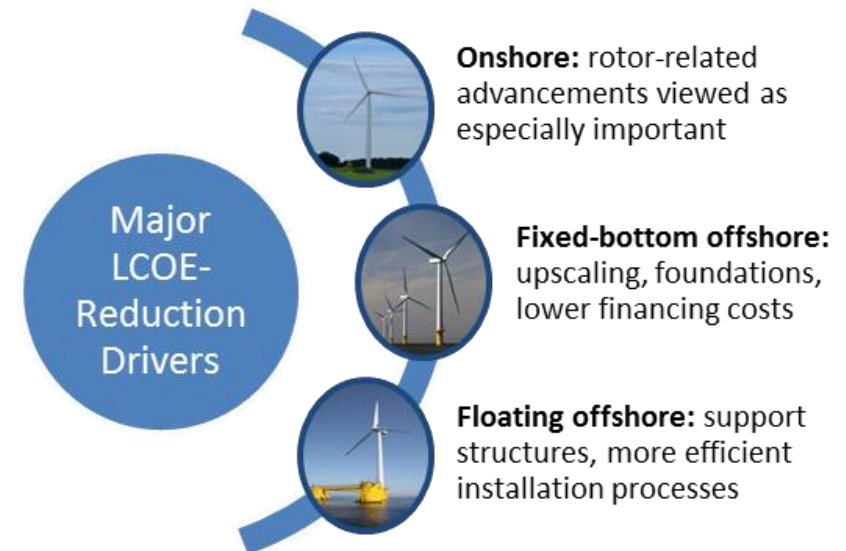 Major
LCOE-
Reduction
Drivers
Onshore: rotor-related
advancements viewed as
especially important
Fixed-bottom offshore:
upscaling, foundations,
lower financing costs
Floating offshore: support
structures, more efficient
installation processes